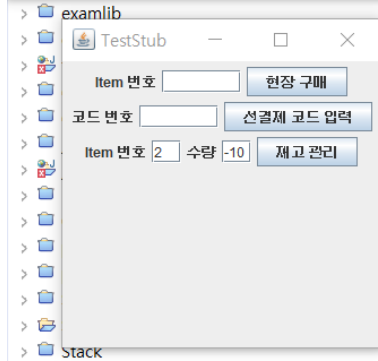 examlib
TestStub
Item 번호 현장 구매
코드 번호 선결제 코드 입력
Item 번호 2 수량 -10 재고 관리
Stack